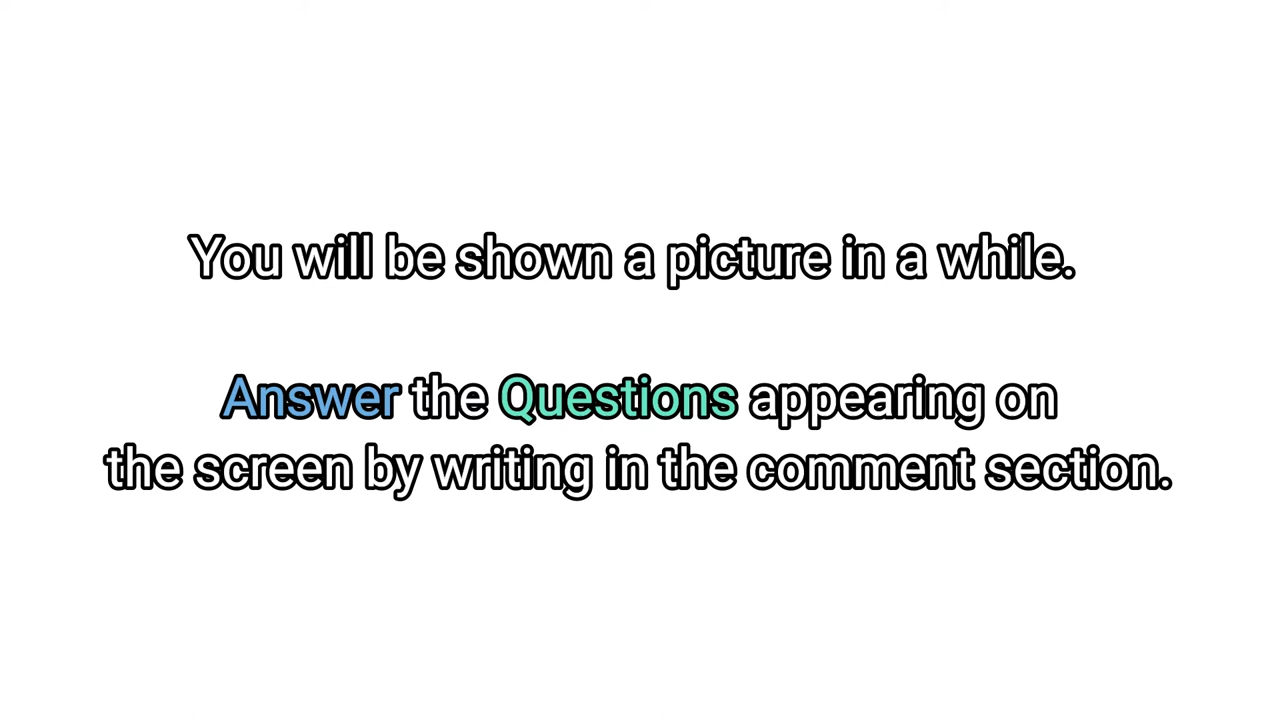 You will be shown a picture in a while.
Answer the Questions appearing on
the screen by writing in the comment section.